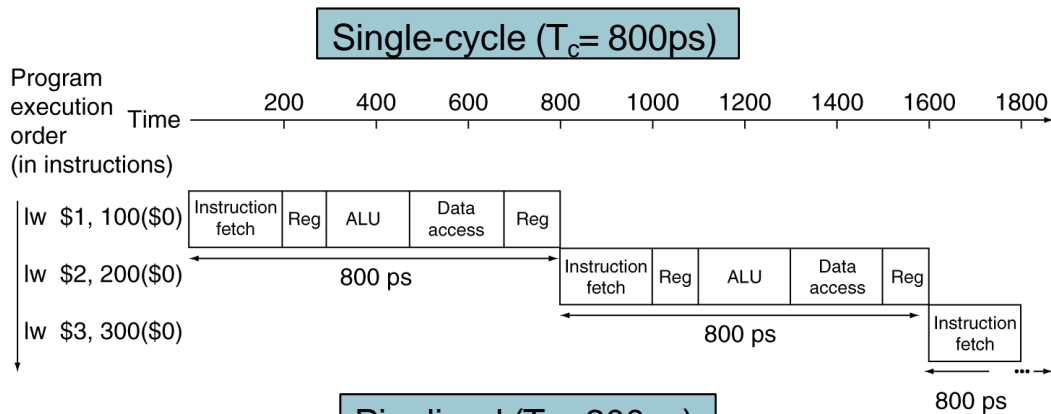 Single-cycle (Tc= 800ps)
Program
execution
order
(in instructions)
Time
200 400 600 800 1000 1200 1400 1600 1800
lw $1, 100($0)
Instruction
fetch
Reg
ALU
Data
access
Reg
800 ps
lw $2, 200($0)
Instruction
fetch
Reg
ALU
Data
access
Reg
800 ps
lw $3, 300($0)
Instruction
fetch
...
800 ps